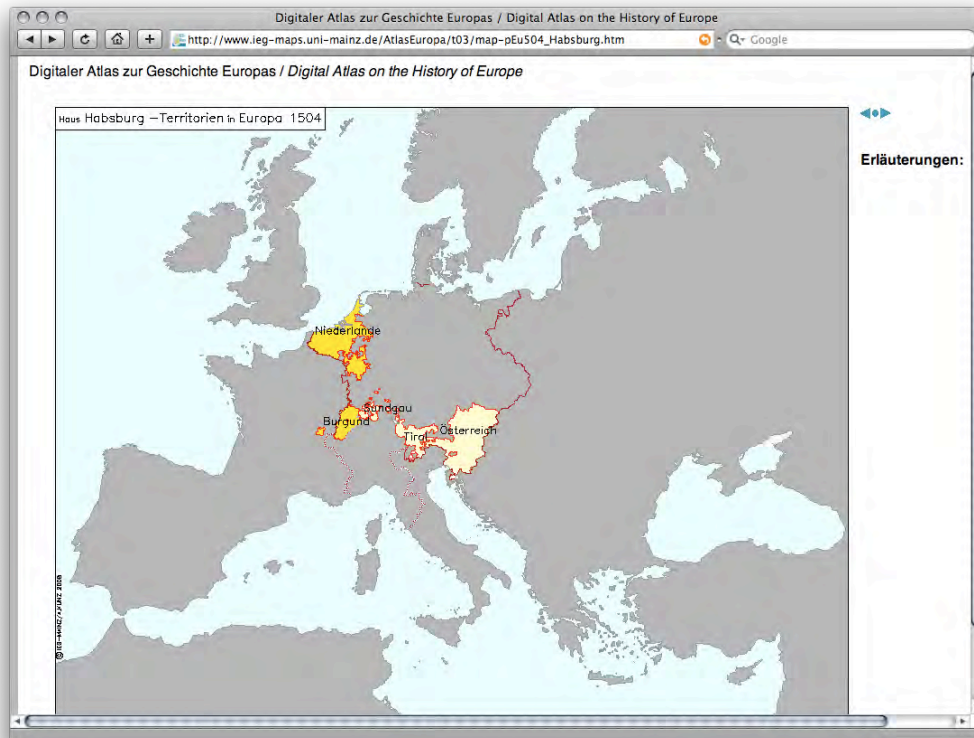 Digitaler Atlas zur Geschichte Europas / Digital Atlas on the History of Europe
http://www.ieg-maps.uni-mainz.de/AtlasEuropa/t03/map-pEu504_Habsburg.htm
Google
Digitaler Atlas zur Geschichte Europas / Digital Atlas on the History of Europe
Haus Habsburg –Territorien in Europa 1504
Erläuterungen:
Niederlande
Sundgau
Burgund
Österreich
Tirol